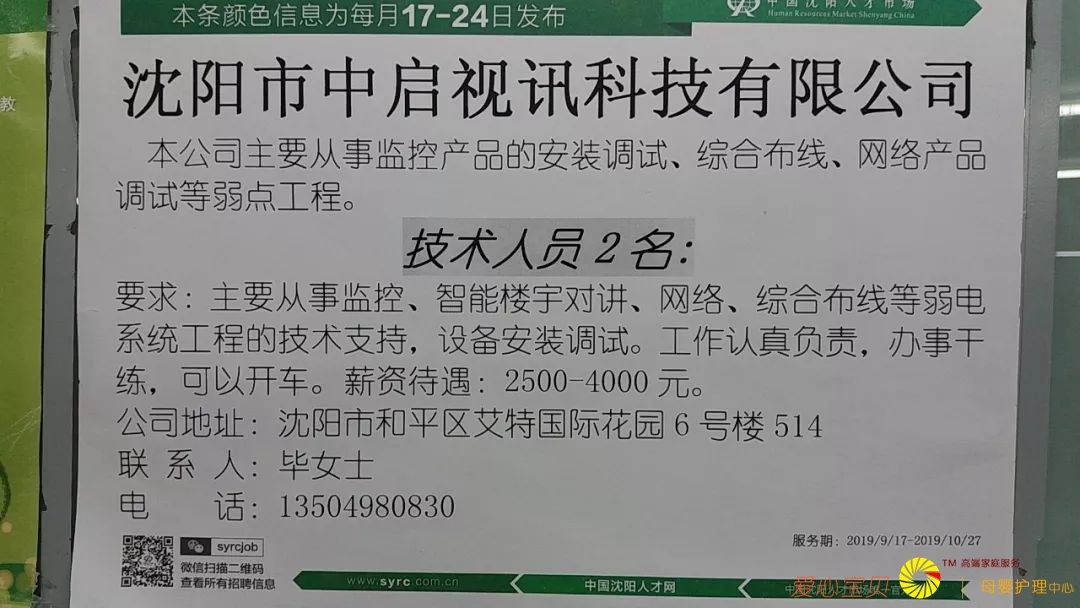 本条颜色信息为每月17-24日发布
中国沈阳人才市场
Human Resources Market Shenyang China
教
沈阳市中启视讯科技有限公司
本公司主要从事监控产品的安装调试、综合布线、网络产品
调试等弱点工程。
技术人员2名:
要求:主要从事监控、智能楼宇对讲、网络、综合布线等弱电
系统工程的技术支持,设备安装调试。工作认真负责,办事干
练,可以开车。薪资待遇:2500-4000元。
公司地址:沈阳市和平区艾特国际花园6号楼514
联 系 人:毕女士
电 话:13504980830
服务期:2019/9/17-2019/10/27
syrcjob
微信扫描二维码
查看所有招聘信息
www.syrc.com.cn
中国沈阳人才网
爱心宝贝
TM 高端家庭服务
母婴护理中心